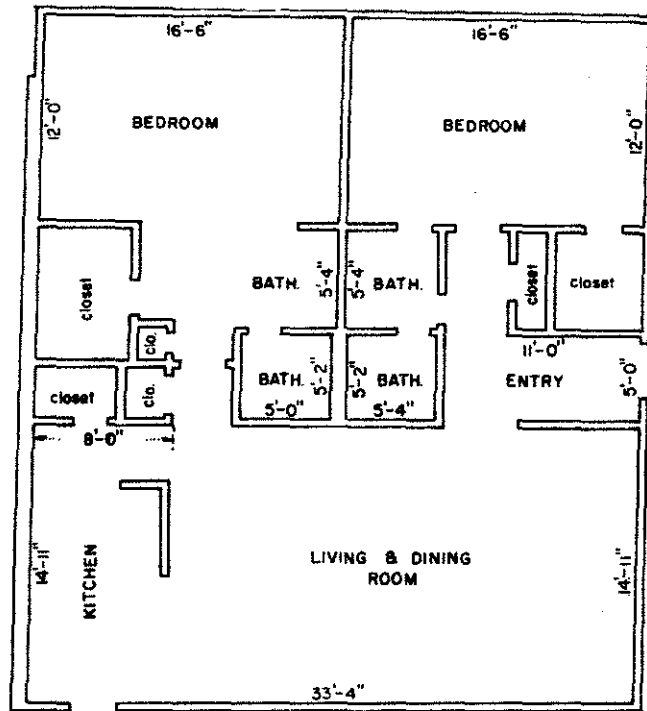 16'-6"
16'-6"
12'-0"
BEDROOM
BEDROOM
12'-0"
closet
BATH.
5'-4"
5'-4"
BATH.
closet
closet
clo.
11'-0"
closet
clo.
BATH.
5'-2"
5'-2"
BATH.
ENTRY
5'-0"
5'-0"
5'-4"
8'-0"
14'-11"
KITCHEN
LIVING & DINING
ROOM
14'-11"
33'-4"